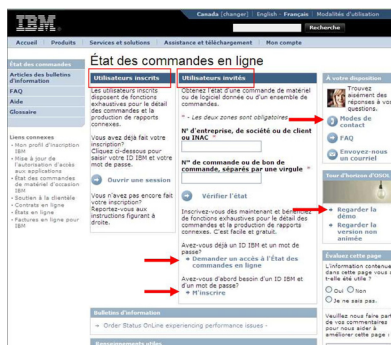 IBM
Canada [changer] | English - Français | Modalités d'utilisation
Recherche
Accueil Produits Services et solutions Assistance et téléchargement Mon compte
État des commandes
Articles des bulletins d'information
FAQ
Aide
Glossaire
Liens connexes
- Mon profil d'inscription IBM
- Mise à jour de l'autorisation d'accès aux applications
- État des commandes de matériel d'occasion IBM
- Soutien à la clientèle
- Contrats en ligne
- États en ligne
- Factures en ligne pour IBM
État des commandes en ligne
Utilisateurs inscrits
Les utilisateurs inscrits
disposent de fonctions
exhaustives pour le détail
des commandes et la
production de rapports
connexes.
Vous avez déjà fait votre
inscription?
Cliquez ci-dessous pour
saisir votre ID IBM et votre
mot de passe.
Ouvrir une session
Vous n'avez pas encore fait
votre inscription?
Reportez-vous aux
instructions figurant à
droite.
Utilisateurs invités
Obtenez l'état d'une commande de matériel
ou de logiciel donnée ou d'un ensemble de
commandes.
* - Les deux zones sont obligatoires.
N° d'entreprise, de société ou de client
ou INAC *
N° de commande ou de bon de
commande, séparés par une virgule *
Vérifier l'état
Inscrivez-vous dès maintenant et bénéficiez
de fonctions exhaustives pour le détail des
commandes et la production de rapports
connexes. C'est facile et gratuit.
Avez-vous déjà un ID IBM et un mot de
passe?
Demander un accès à l'État des
commandes en ligne
Avez-vous d'abord besoin d'un ID IBM et
d'un mot de passe?
M'inscrire
Bulletins d'information
Order Status OnLine experiencing performance issues -
Renseignements utiles
À votre disposition
Trouvez
aisément des
réponses à vos
questions.
Modes de
contact
FAQ
Envoyez-nous
un courriel
Tour d'horizon d'OSOL
Regarder la
démo
Regarder la
version non
animée
Évaluez cette page
L'information contenue
dans cette page vous a-
t-elle été utile ?
Oui Non
Je ne sais pas.
Veuillez nous faire part
de vos commentaires
pour nous aider à
améliorer cette page :